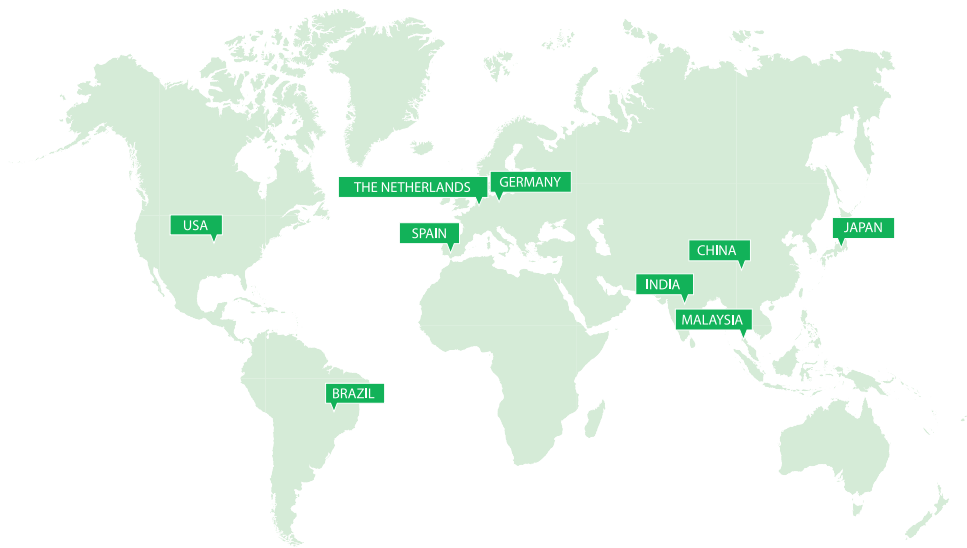 THE NETHERLANDS
GERMANY
USA
SPAIN
JAPAN
CHINA
INDIA
MALAYSIA
BRAZIL